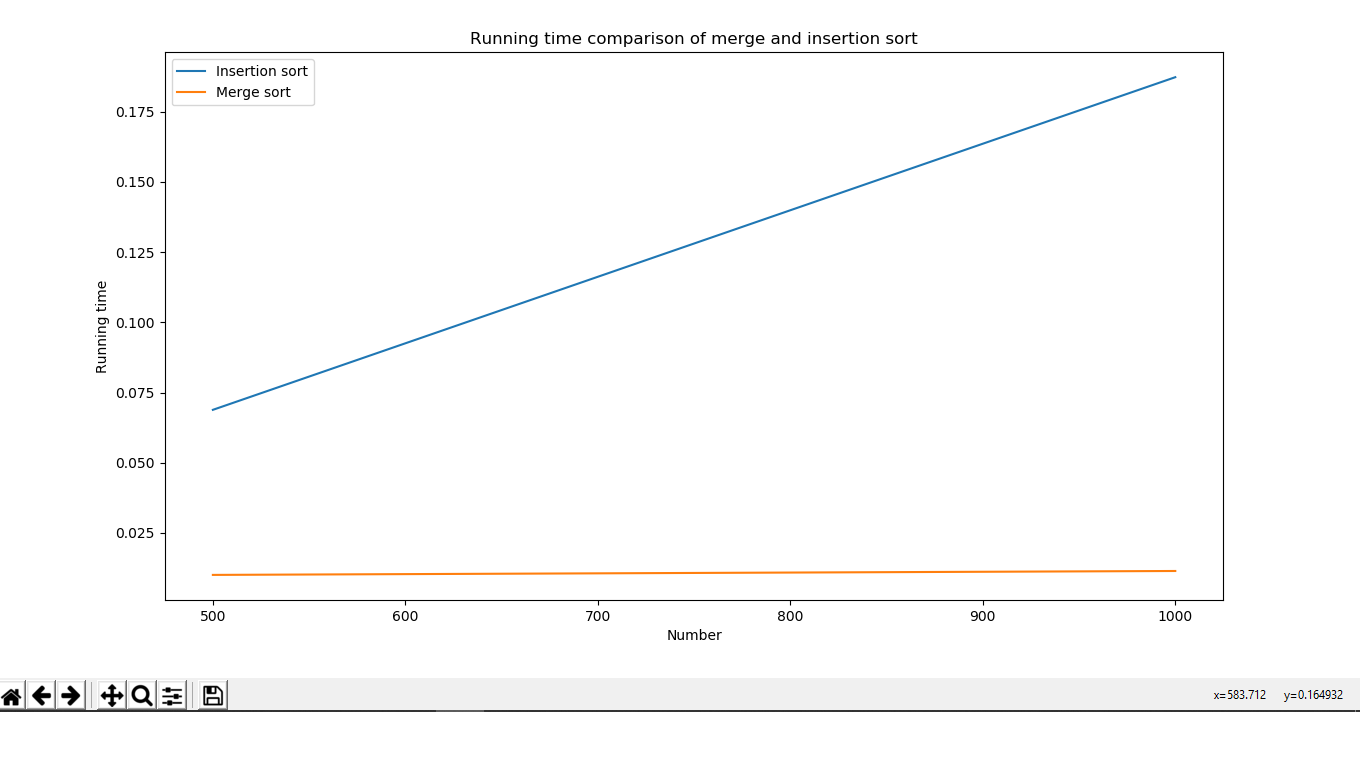 Running time comparison of merge and insertion sort
Insertion sort
Merge sort
0.175
0.150
0.125
0.100
0.075
0.050
0.025
Running time
500 600 700 800 900 1000
Number
x=583.712 y=0.164932